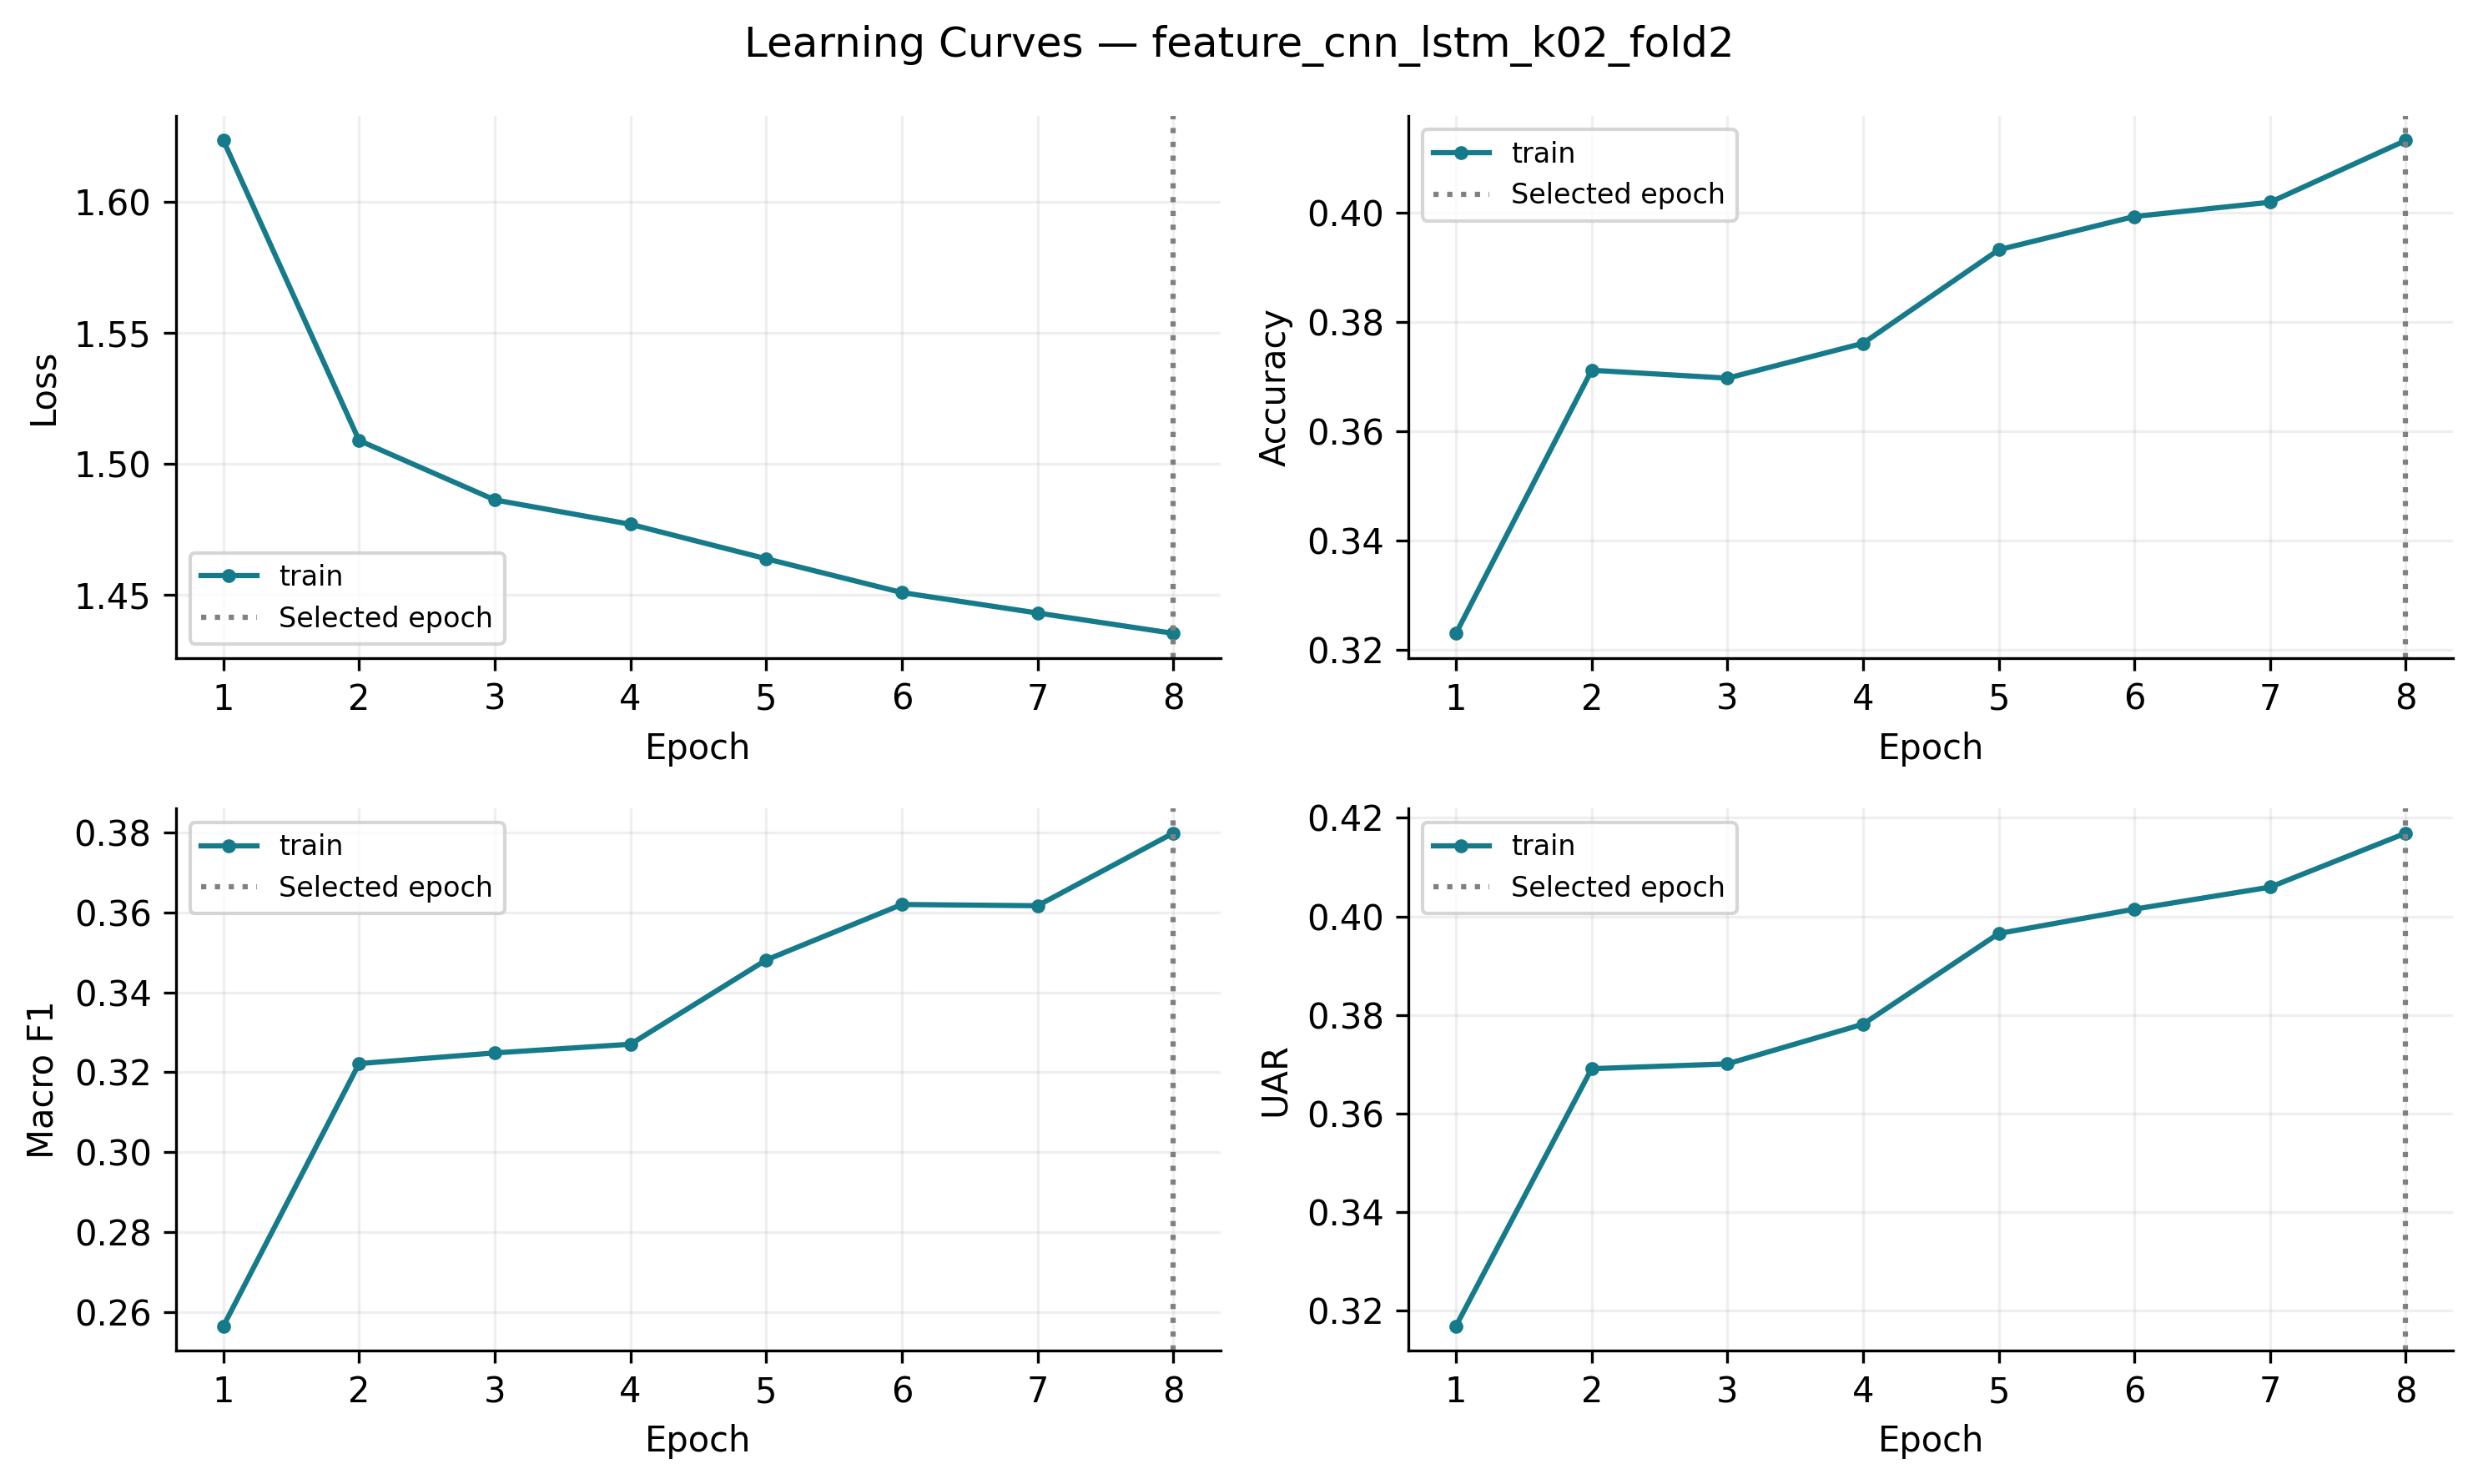 Learning Curves — feature_cnn_lstm_k02_fold2
Loss
1.60
1.55
1.50
1.45
train
Selected epoch
1 2 3 4 5 6 7 8
Epoch
Accuracy
0.40
0.38
0.36
0.34
0.32
train
Selected epoch
1 2 3 4 5 6 7 8
Epoch
Macro F1
0.38
0.36
0.34
0.32
0.30
0.28
0.26
train
Selected epoch
1 2 3 4 5 6 7 8
Epoch
UAR
0.42
0.40
0.38
0.36
0.34
0.32
train
Selected epoch
1 2 3 4 5 6 7 8
Epoch